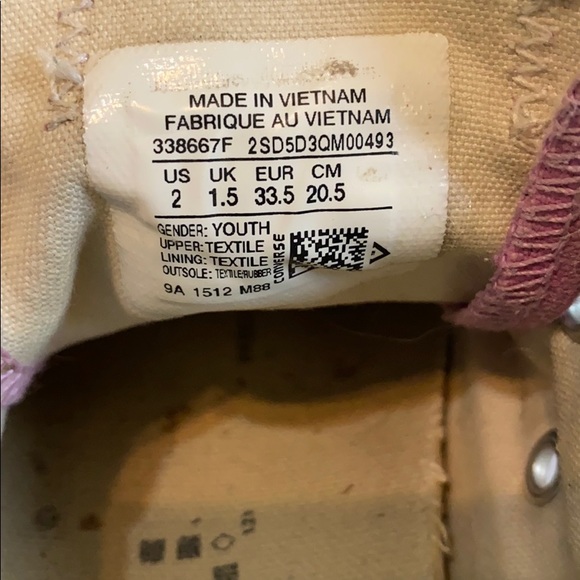 MADE IN VIETNAM
FABRIQUE AU VIETNAM
338667F 2SD5D3QM00493
US UK EUR CM
2 1.5 33.5 20.5
GENDER: YOUTH
UPPER: TEXTILE
LINING: TEXTILE
OUTSOLE: TEXTILE/RUBBER
9A 1512 M88
CONVERSE